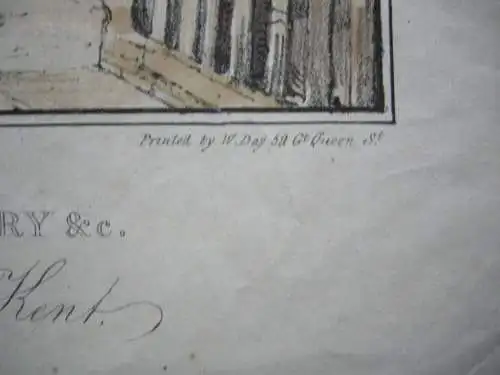 Printed by W. Day 59 Gt. Queen St.
RY &c.
Kent.